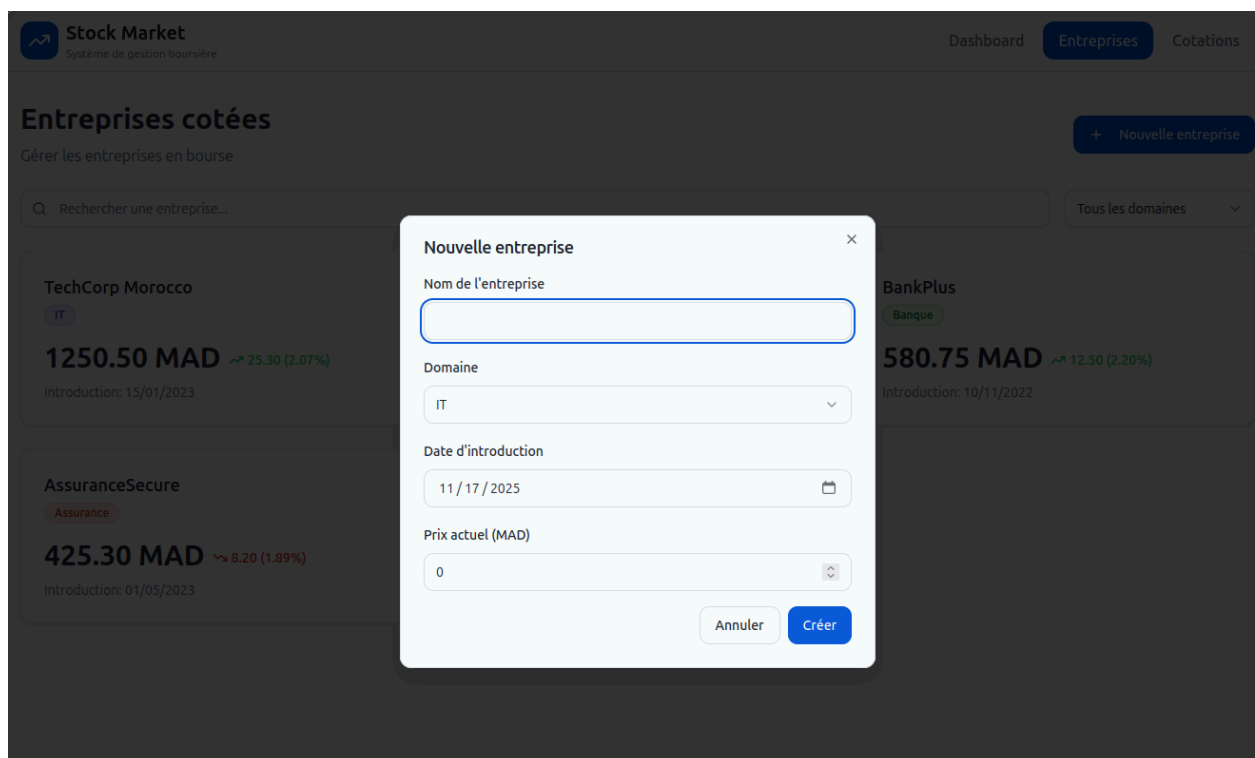 Stock Market
Système de gestion boursière
Dashboard
Entreprises
Cotations
Entreprises cotées
Gérer les entreprises en bourse
+ Nouvelle entreprise
Rechercher une entreprise...
Tous les domaines
TechCorp Morocco
IT
1250.50 MAD 25.30 (2.07%)
Introduction: 15/01/2023
BankPlus
Banque
580.75 MAD 12.50 (2.20%)
Introduction: 10/11/2022
AssuranceSecure
Assurance
425.30 MAD 8.20 (1.89%)
Introduction: 01/05/2023
Nouvelle entreprise
Nom de l'entreprise
Domaine
IT
Date d'introduction
11/17/2025
Prix actuel (MAD)
0
Annuler
Créer